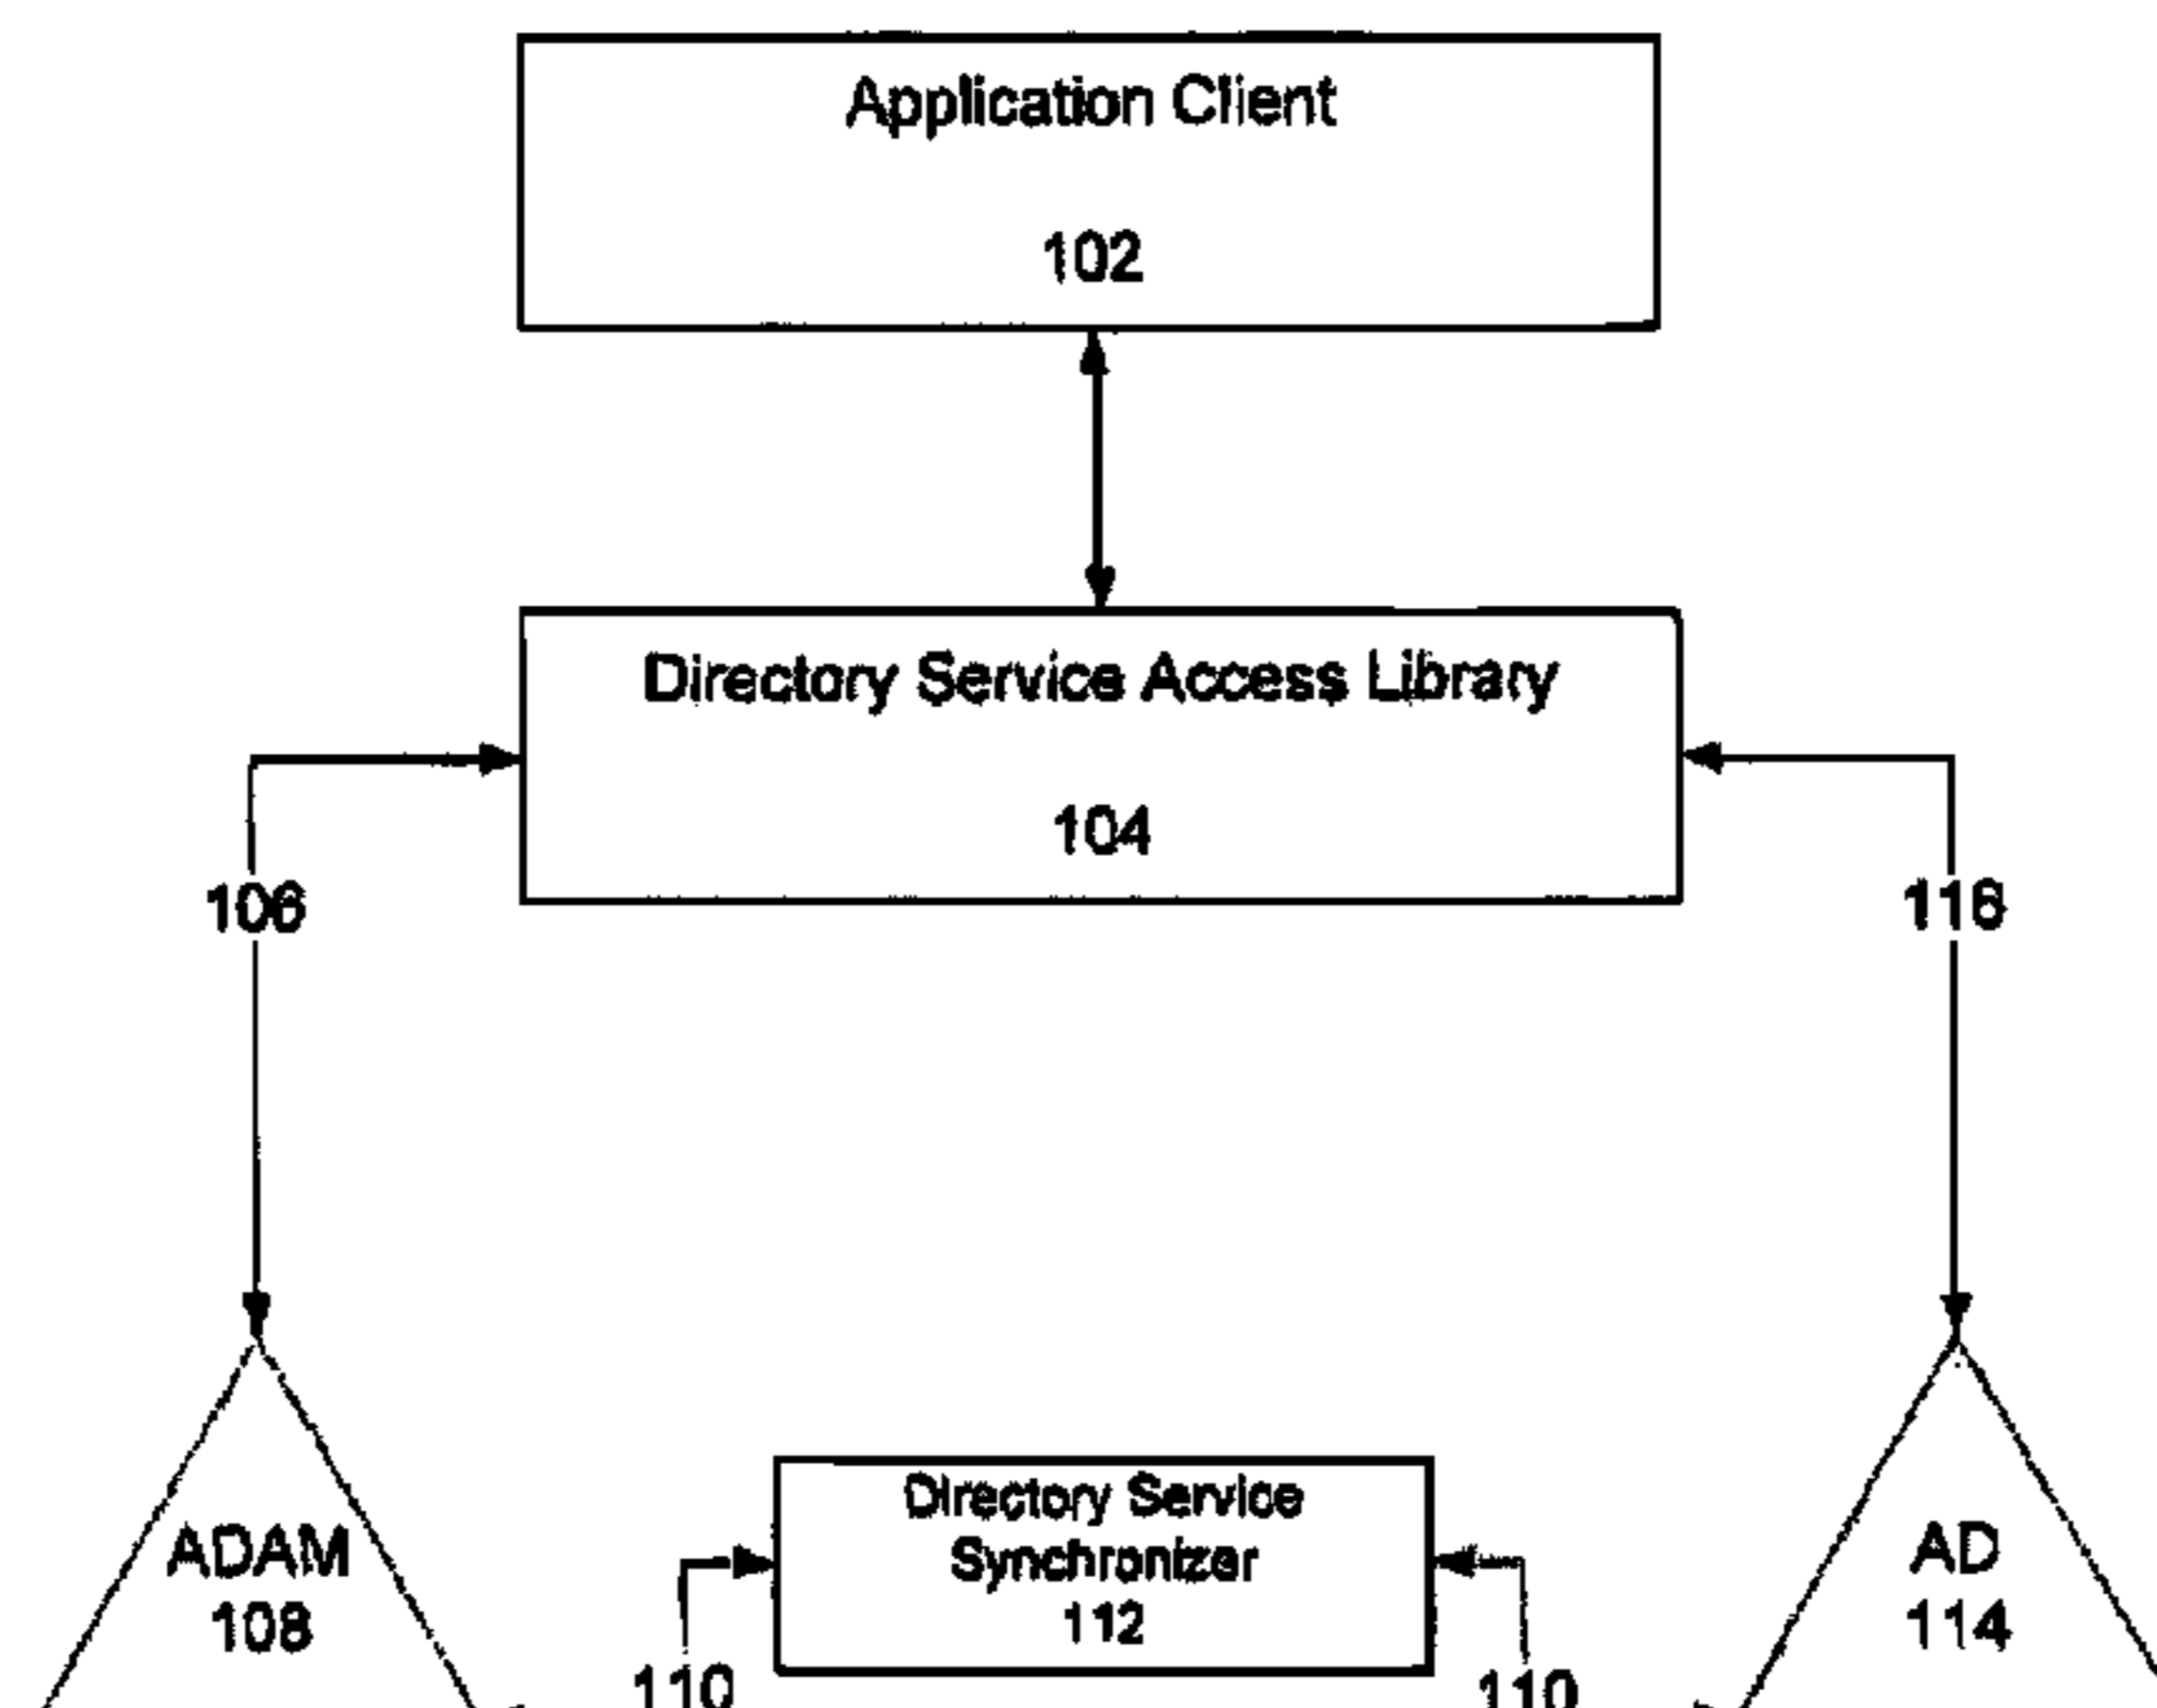 Application Client
102
Directory Service Access Library
104
106
116
ADAM
108
Directory Service
Synchronizer
112
AD
114
110
110